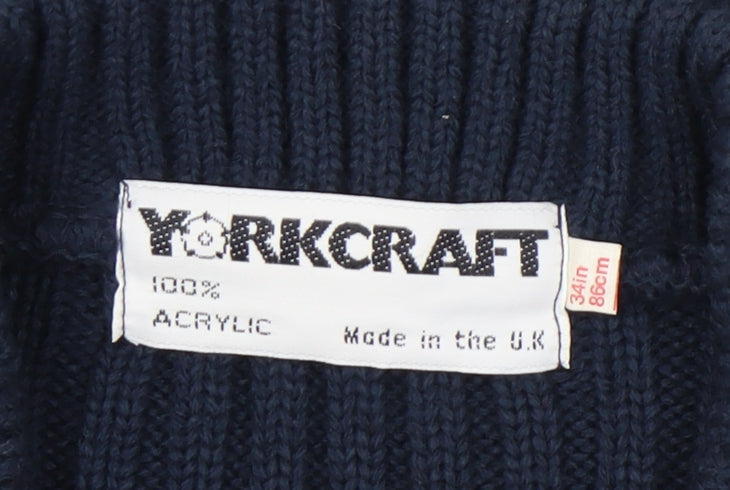 YORKCRAFT
100%
ACRYLIC
Made in the U.K
34in
86cm